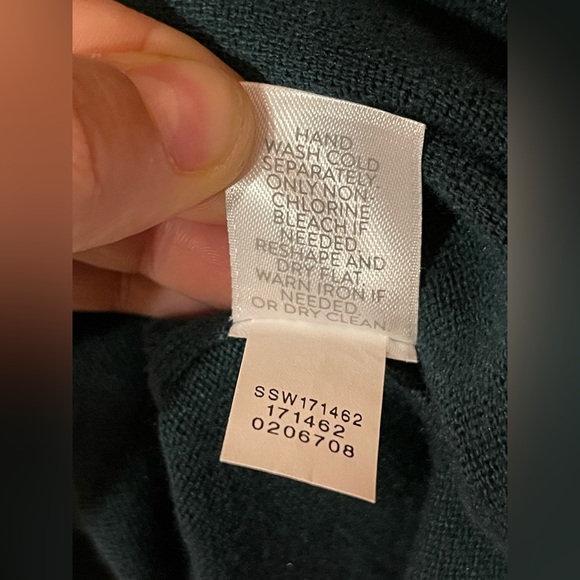 HAND
WASH COLD
SEPARATELY.
ONLY NON-
CHLORINE
BLEACH IF
NEEDED.
RESHAPE AND
DRY FLAT.
WARN IRON IF
NEEDED.
OR DRY CLEAN
SSW171462
171462
0206708